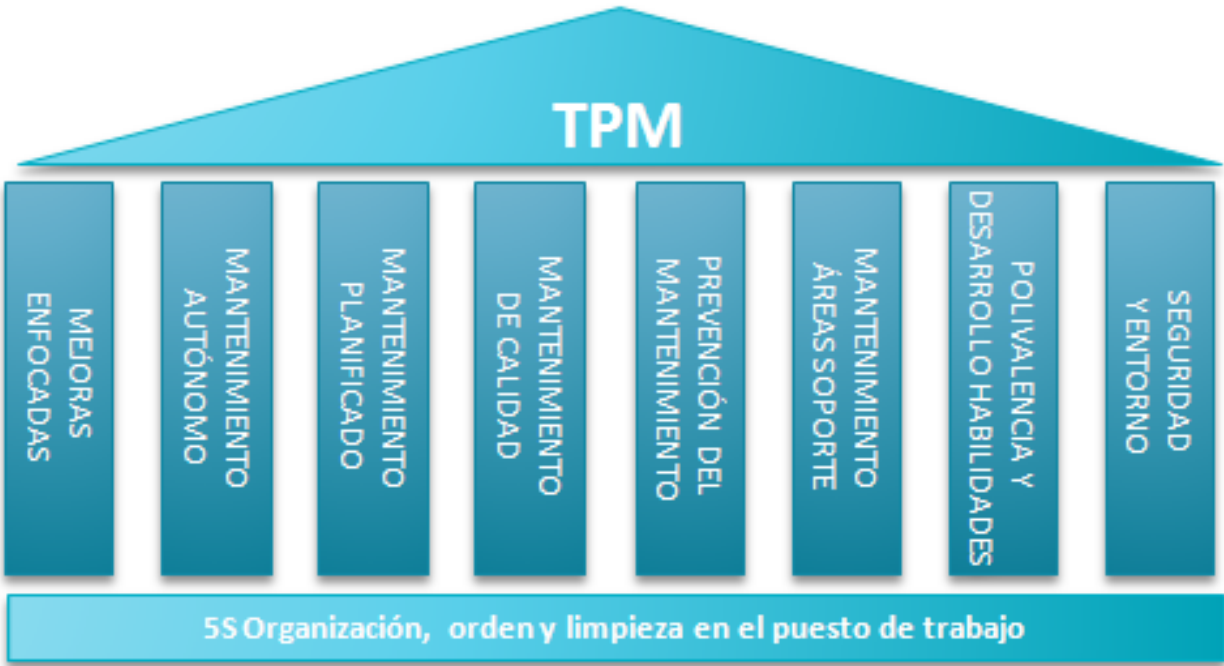 TPM
MEJORAS
ENFOCADAS
MANTENIMIENTO
AUTÓNOMO
MANTENIMIENTO
PLANIFICADO
MANTENIMIENTO
DE CALIDAD
PREVENCIÓN DEL
MANTENIMIENTO
MANTENIMIENTO
ÁREAS SOPORTE
POLIVALENCIA Y
DESARROLLO HABILIDADES
SEGURIDAD
Y ENTORNO
5S Organización, orden y limpieza en el puesto de trabajo